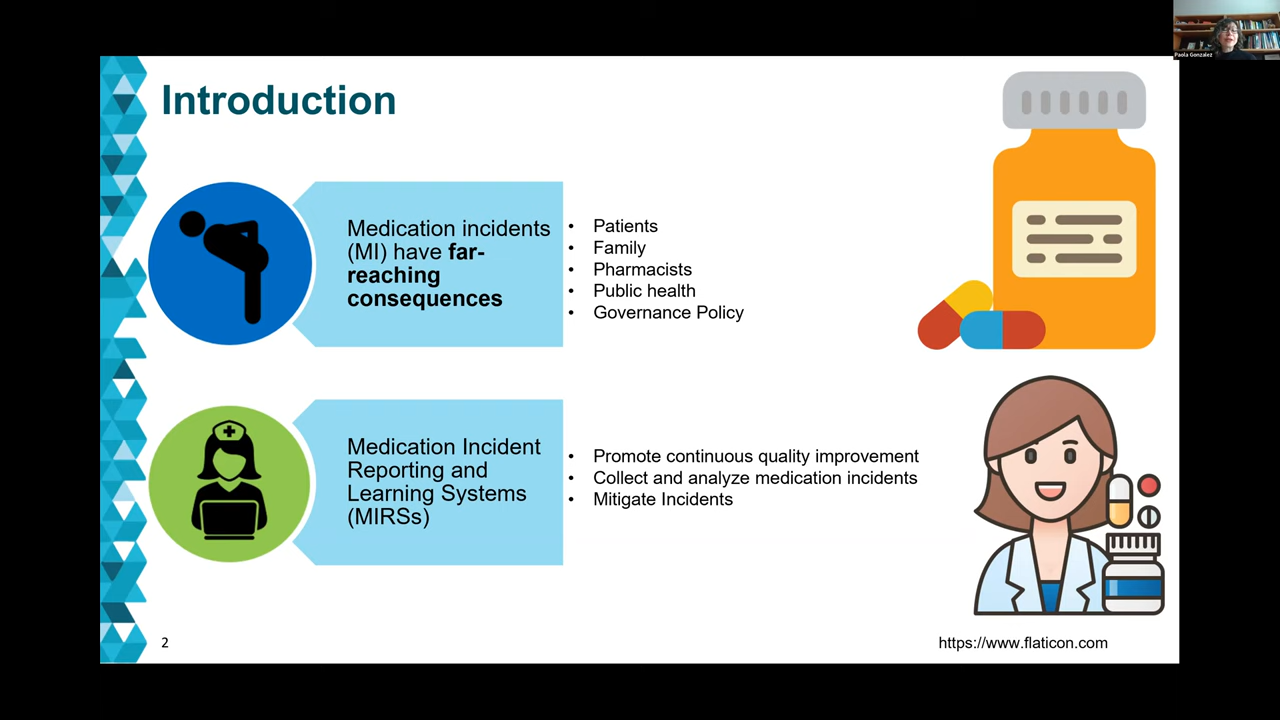 Paola Gonzalez
Introduction
Medication incidents
(MI) have far-
reaching
consequences
• Patients
• Family
• Pharmacists
• Public health
• Governance Policy
Medication Incident
Reporting and
Learning Systems
(MIRSs)
• Promote continuous quality improvement
• Collect and analyze medication incidents
• Mitigate Incidents
2
https://www.flaticon.com